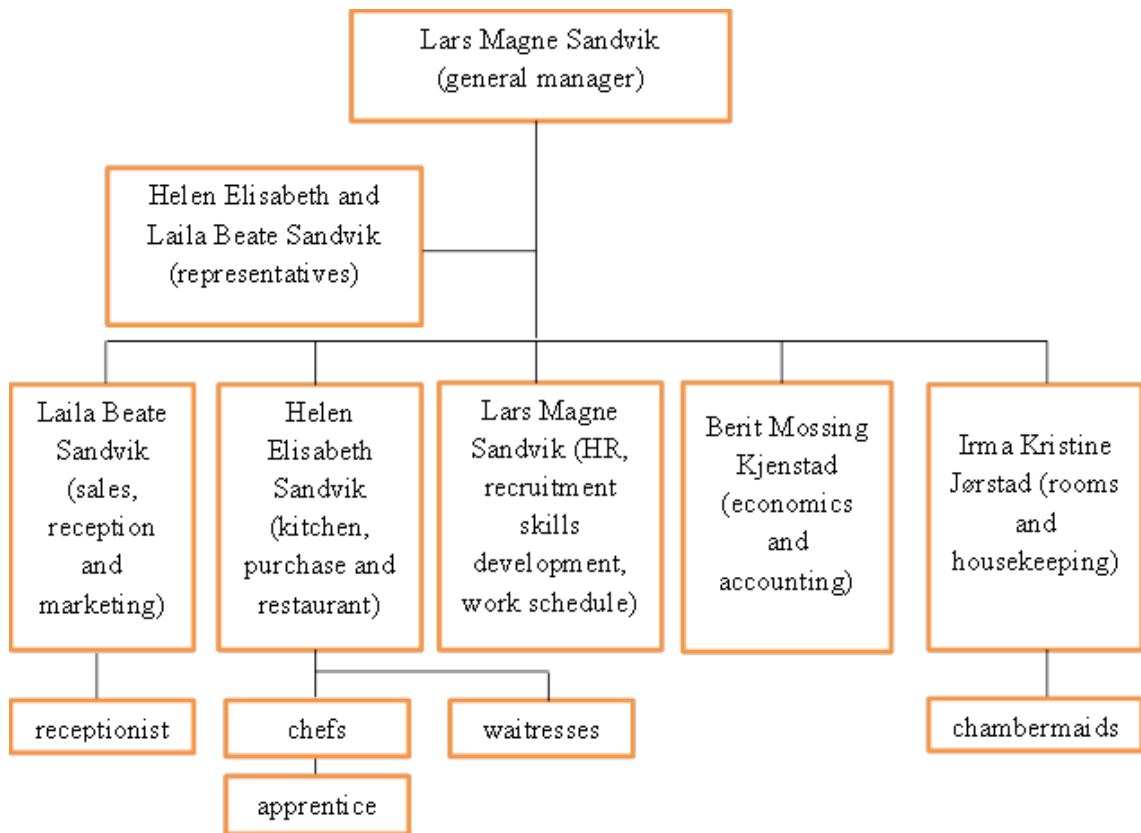 Lars Magne Sandvik
(general manager)
Helen Elisabeth and
Laila Beate Sandvik
(representatives)
Laila Beate
Sandvik
(sales,
reception
and
marketing)
Helen
Elisabeth
Sandvik
(kitchen,
purchase and
restaurant)
Lars Magne
Sandvik (HR,
recruitment
skills
development,
work schedule)
Berit Mossing
Kjenstad
(economics
and
accounting)
Irma Kristine
Jørstad (rooms
and
housekeeping)
receptionist
chefs
waitresses
chambermaids
apprentice